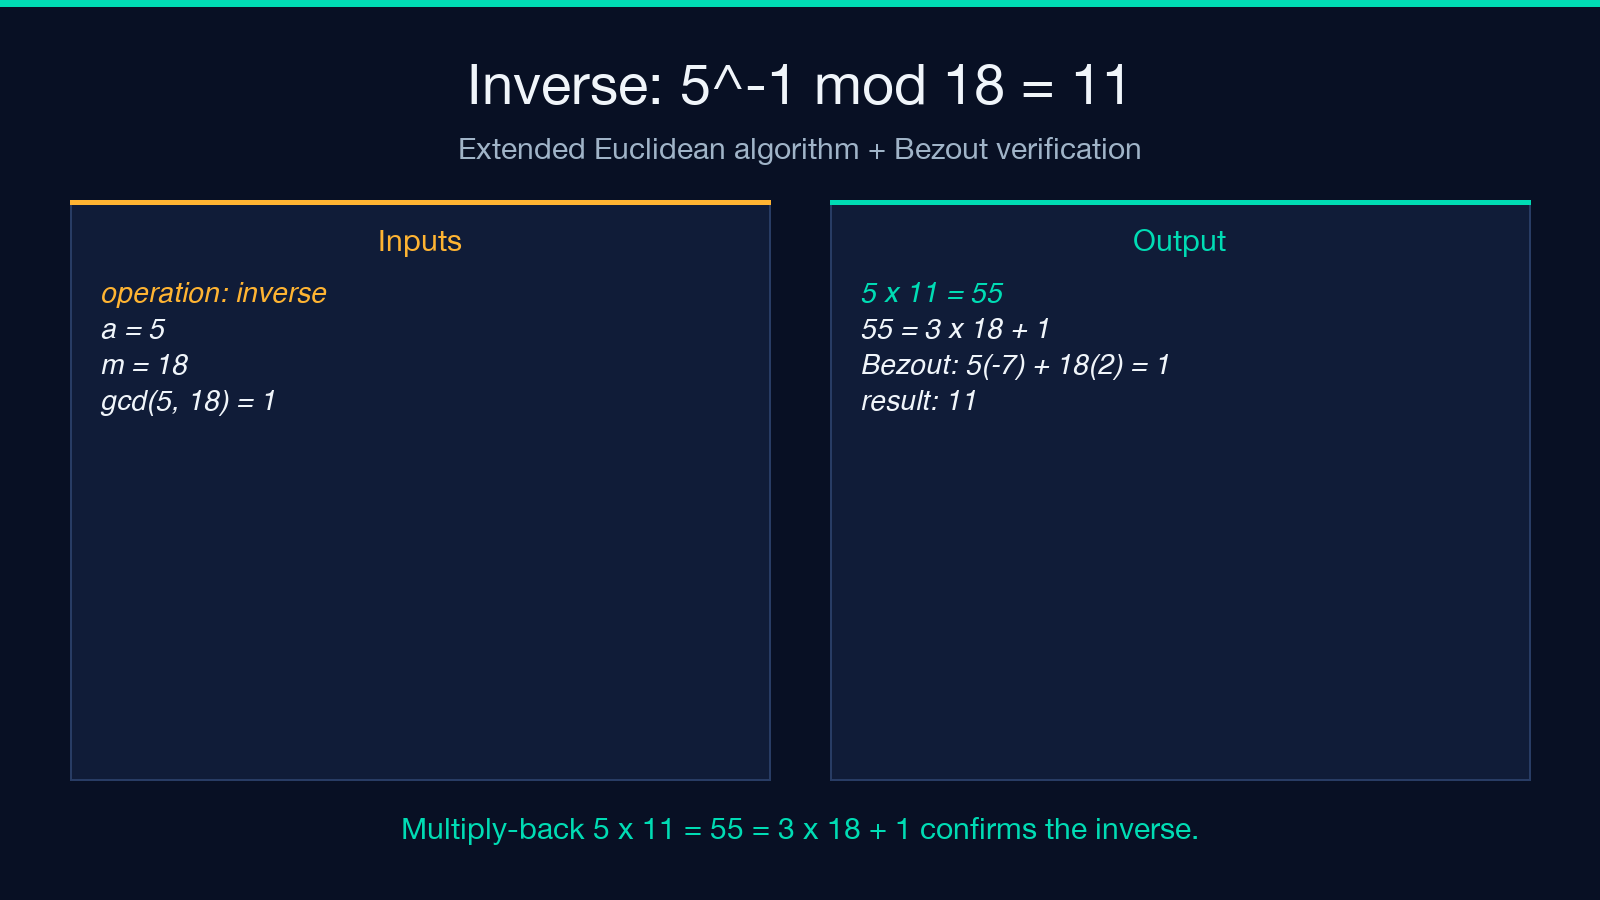 Inverse: 5^-1 mod 18 = 11
Extended Euclidean algorithm + Bezout verification
Inputs
operation: inverse
a = 5
m = 18
gcd(5, 18) = 1
Output
5 x 11 = 55
55 = 3 x 18 + 1
Bezout: 5(-7) + 18(2) = 1
result: 11
Multiply-back 5 x 11 = 55 = 3 x 18 + 1 confirms the inverse.